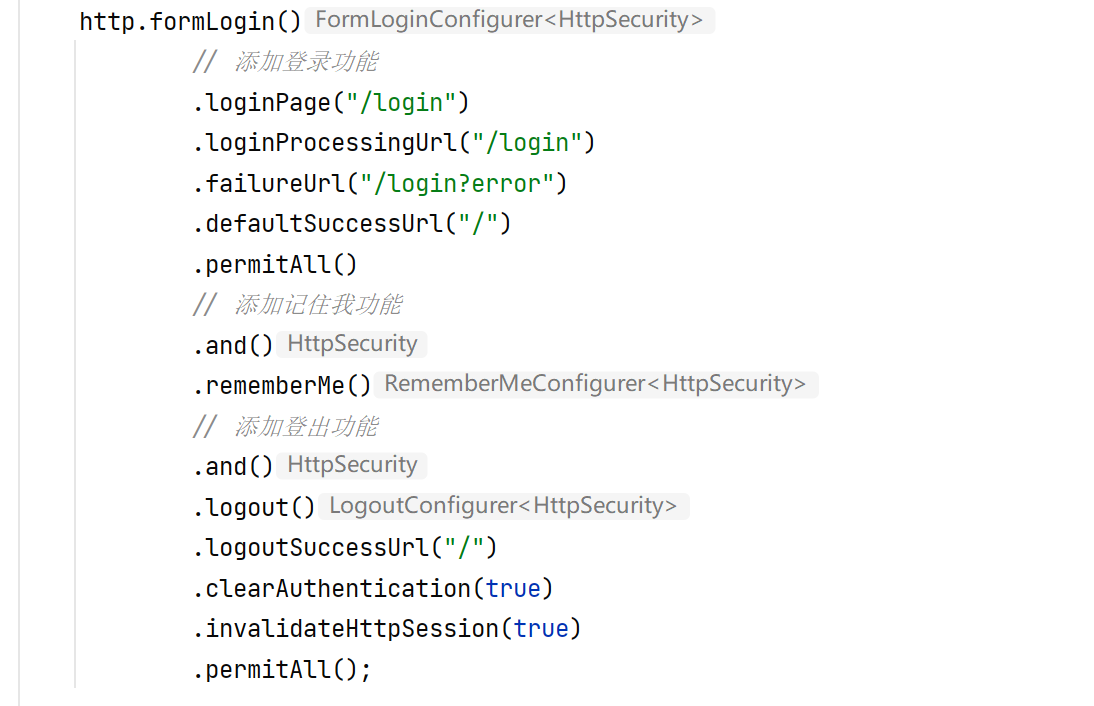 http.formLogin() FormLoginConfigurer<HttpSecurity>
// 添加登录功能
.loginPage("/login")
.loginProcessingUrl("/login")
.failureUrl("/login?error")
.defaultSuccessUrl("/")
.permitAll()
// 添加记住我功能
.and() HttpSecurity
.rememberMe() RememberMeConfigurer<HttpSecurity>
// 添加登出功能
.and() HttpSecurity
.logout() LogoutConfigurer<HttpSecurity>
.logoutSuccessUrl("/")
.clearAuthentication(true)
.invalidateHttpSession(true)
.permitAll();